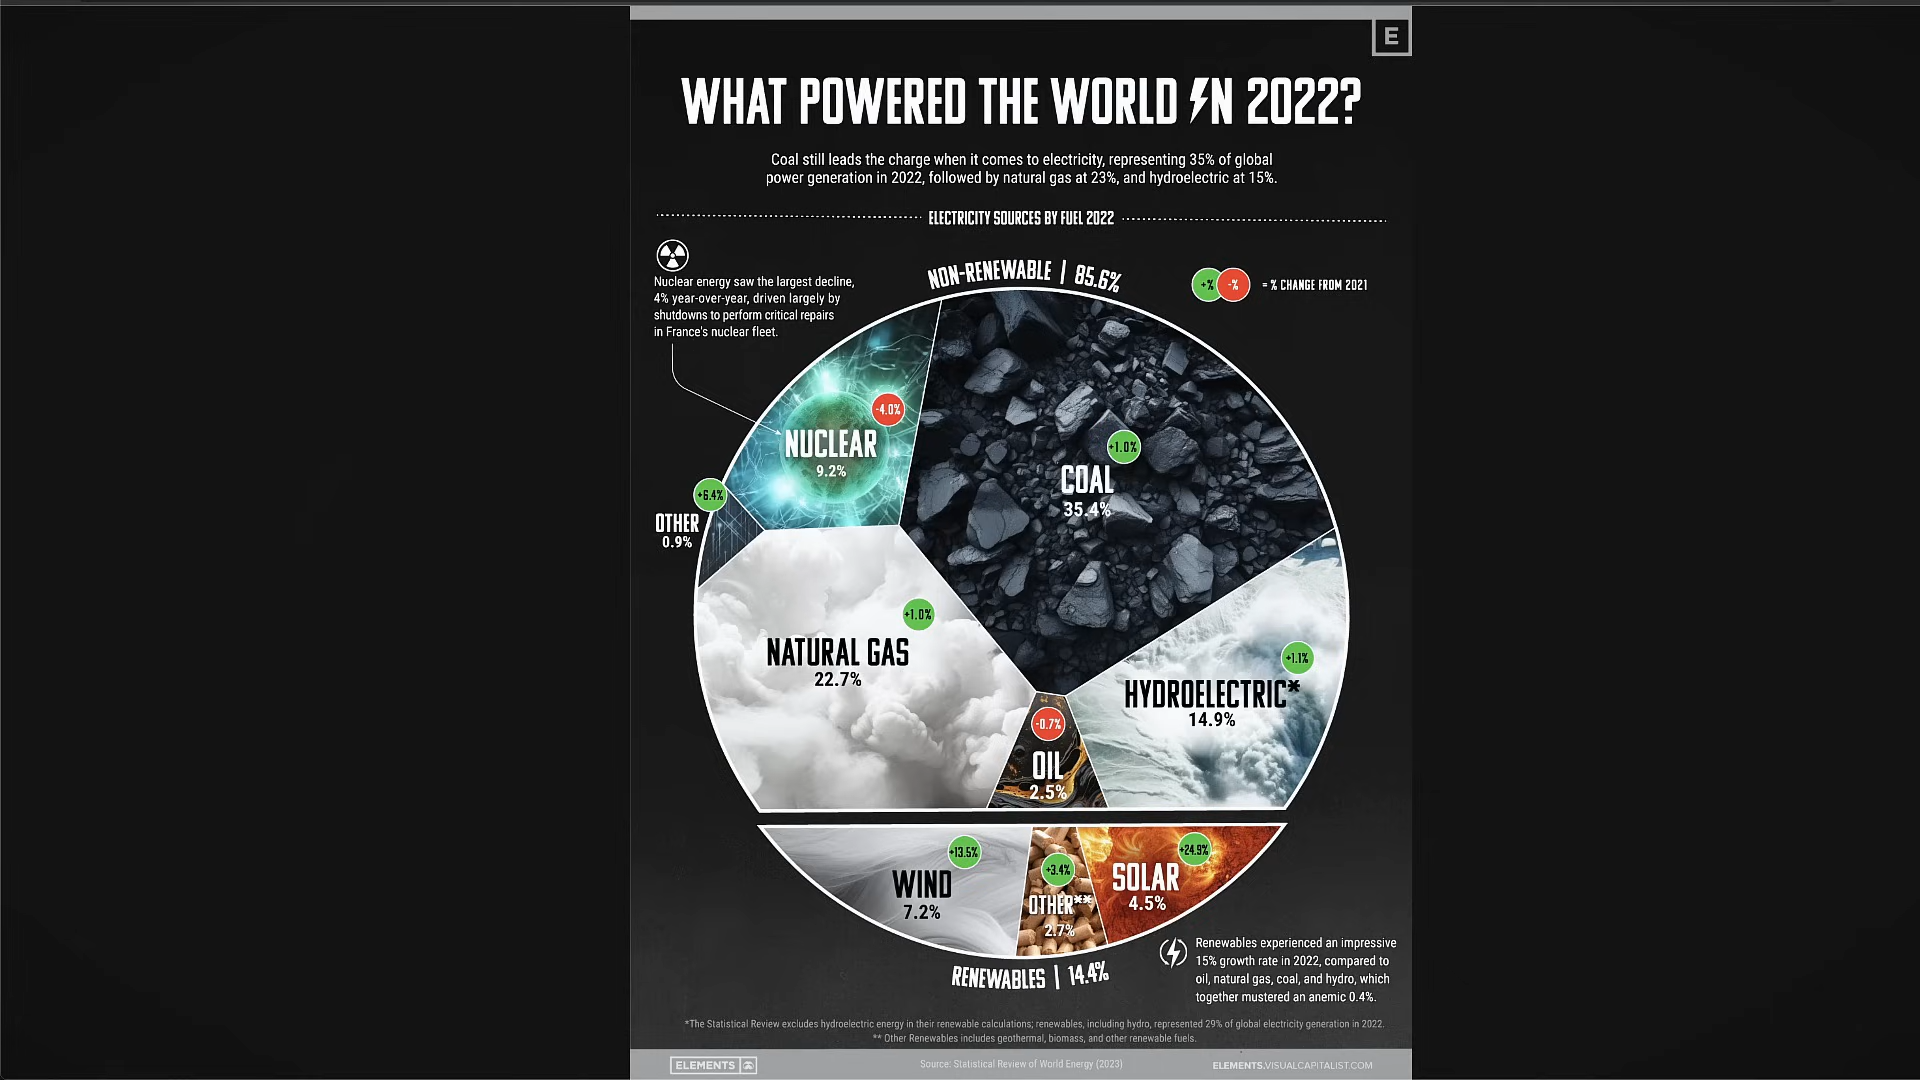 E
WHAT POWERED THE WORLD IN 2022?
Coal still leads the charge when it comes to electricity, representing 35% of global
power generation in 2022, followed by natural gas at 23%, and hydroelectric at 15%.
ELECTRICITY SOURCES BY FUEL 2022
Nuclear energy saw the largest decline,
4% year-over-year, driven largely by
shutdowns to perform critical repairs
in France's nuclear fleet.
NON-RENEWABLE | 85.6%
+% -% = % CHANGE FROM 2021
-4.0%
NUCLEAR
9.2%
+1.0%
COAL
35.4%
+6.4%
OTHER
0.9%
+1.0%
NATURAL GAS
22.7%
+1.1%
HYDROELECTRIC*
14.9%
-0.7%
OIL
2.5%
+13.5%
WIND
7.2%
+3.4%
OTHER**
2.7%
+24.9%
SOLAR
4.5%
RENEWABLES | 14.4%
Renewables experienced an impressive
15% growth rate in 2022, compared to
oil, natural gas, coal, and hydro, which
together mustered an anemic 0.4%.
*The Statistical Review excludes hydroelectric energy in their renewable calculations; renewables, including hydro, represented 29% of global electricity generation in 2022.
** Other Renewables includes geothermal, biomass, and other renewable fuels.
ELEMENTS
Source: Statistical Review of World Energy (2023)
ELEMENTS.VISUALCAPITALIST.COM